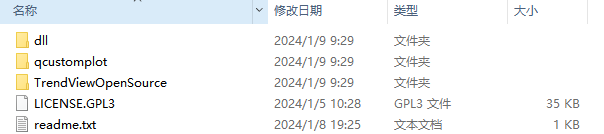 名称 修改日期 类型 大小
dll 2024/1/9 9:29 文件夹
qcustomplot 2024/1/9 9:29 文件夹
TrendViewOpenSource 2024/1/9 9:29 文件夹
LICENSE.GPL3 2024/1/5 10:28 GPL3 文件 35 KB
readme.txt 2024/1/8 19:25 文本文档 1 KB